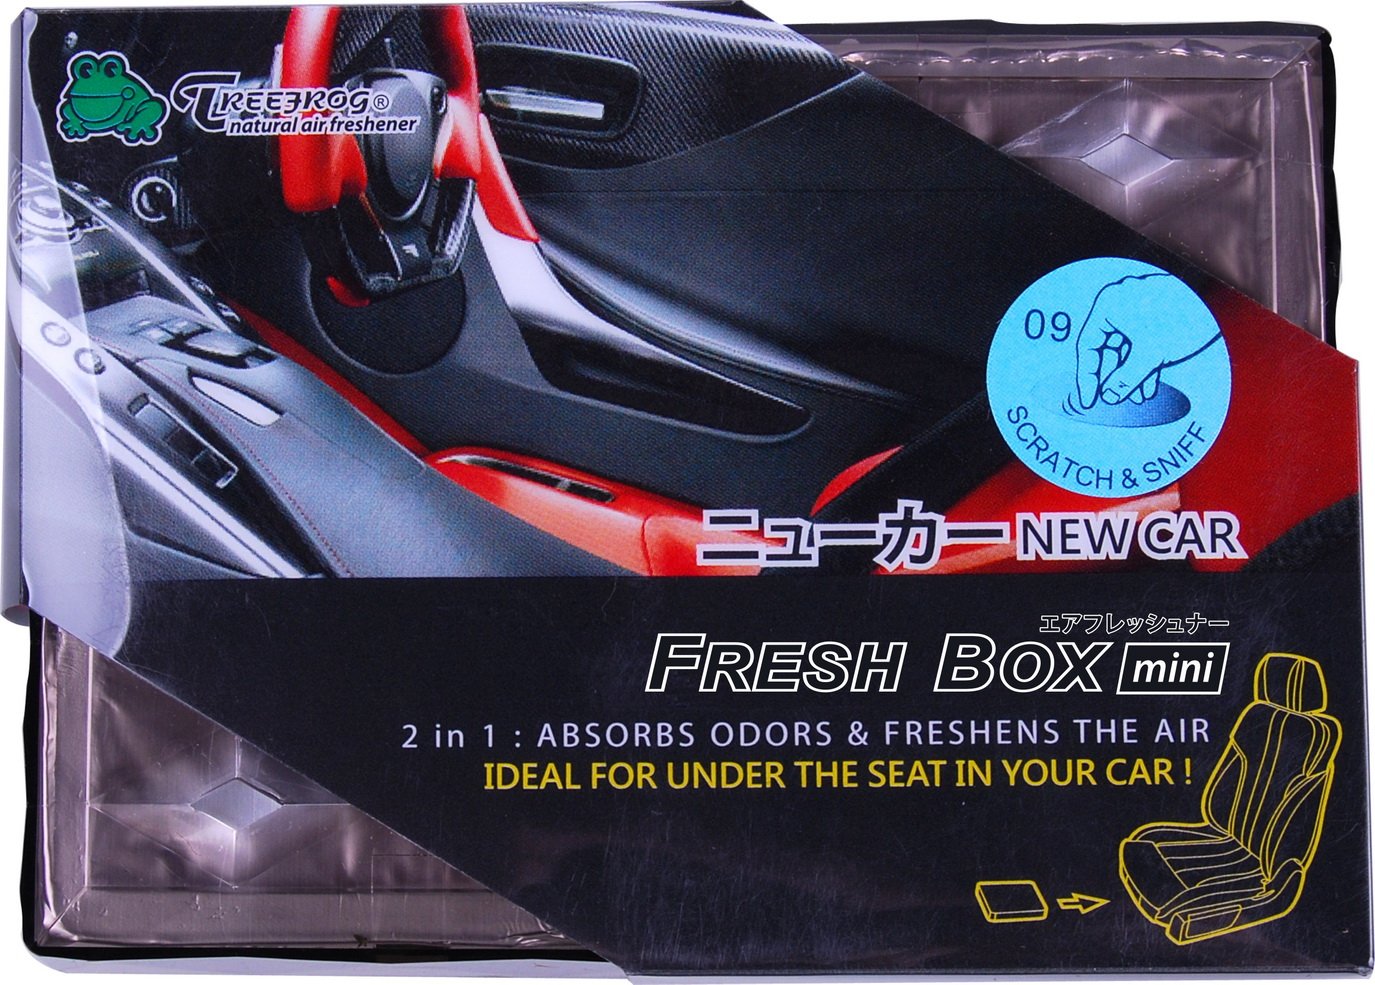 TREEFROG®
natural air freshener
09
SCRATCH & SNIFF
ニューカー NEW CAR
エアフレッシュナー
FRESH BOX mini
2 in 1 : ABSORBS ODORS & FRESHENS THE AIR
IDEAL FOR UNDER THE SEAT IN YOUR CAR !